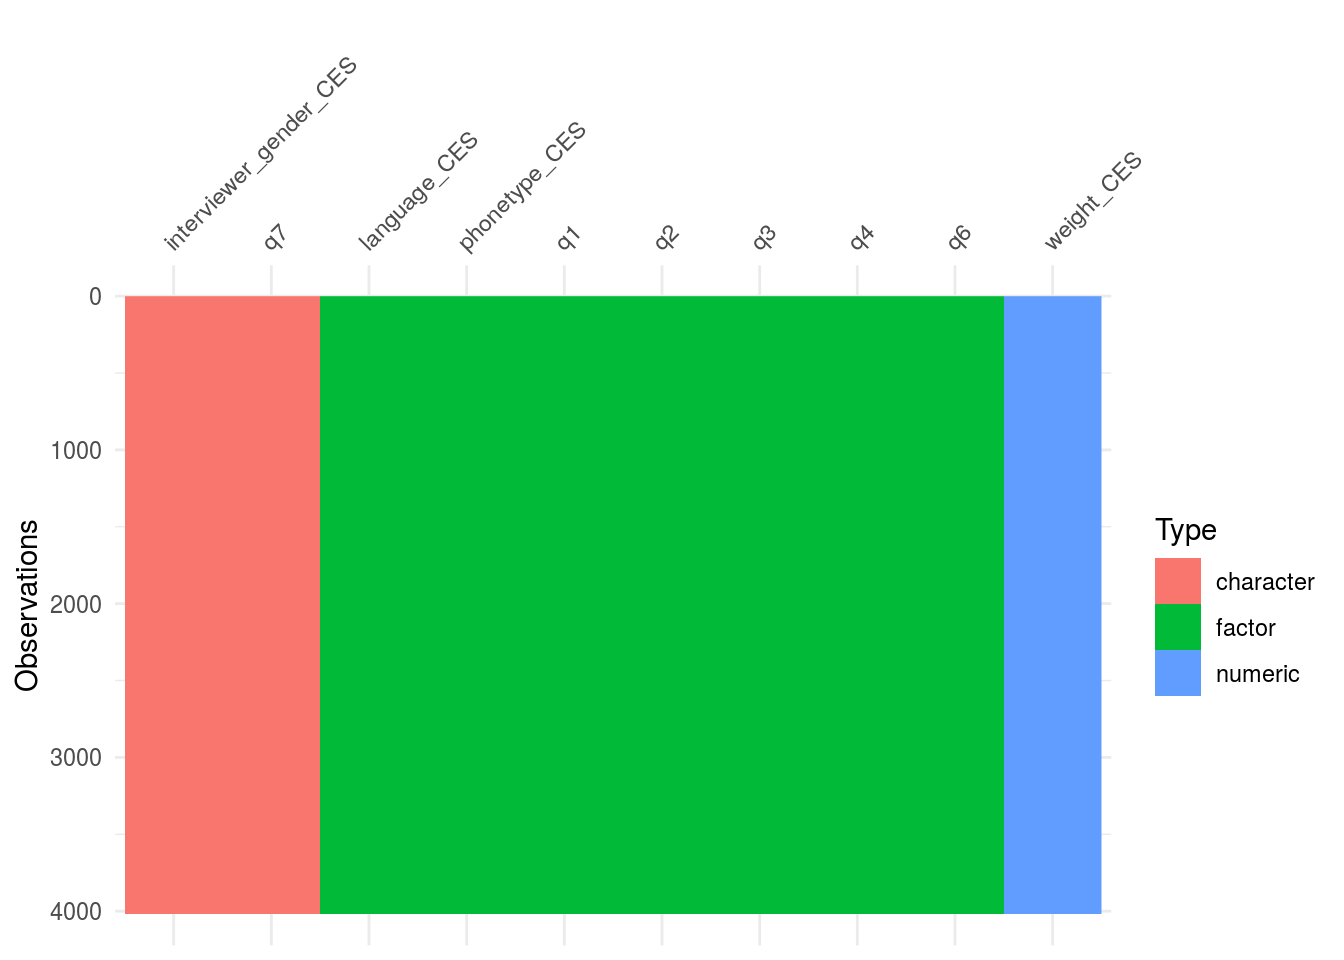 interviewer_gender_CES
q7
language_CES
phonetype_CES
q1
q2
q3
q4
q6
weight_CES
0
1000
2000
3000
4000
Observations
Type
character
factor
numeric